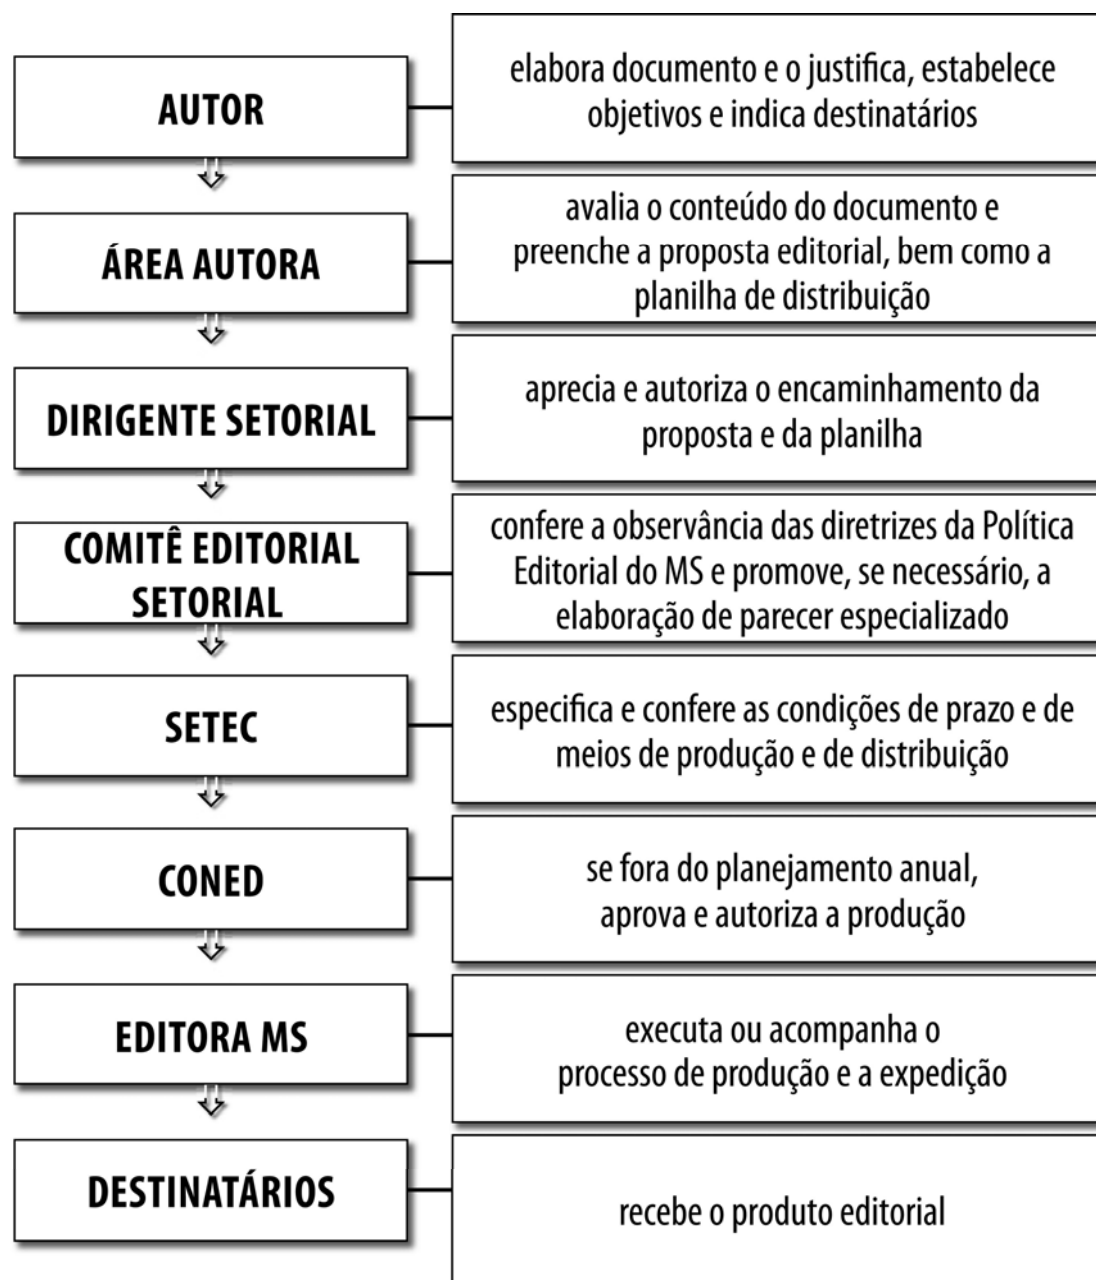 AUTOR
elabora documento e o justifica, estabelece
objetivos e indica destinatários
ÁREA AUTORA
avalia o conteúdo do documento e
preenche a proposta editorial, bem como a
planilha de distribuição
DIRIGENTE SETORIAL
aprecia e autoriza o encaminhamento da
proposta e da planilha
COMITÊ EDITORIAL
SETORIAL
confere a observância das diretrizes da Política
Editorial do MS e promove, se necessário, a
elaboração de parecer especializado
SETEC
especifica e confere as condições de prazo e de
meios de produção e de distribuição
CONED
se fora do planejamento anual,
aprova e autoriza a produção
EDITORA MS
executa ou acompanha o
processo de produção e a expedição
DESTINATÁRIOS
recebe o produto editorial